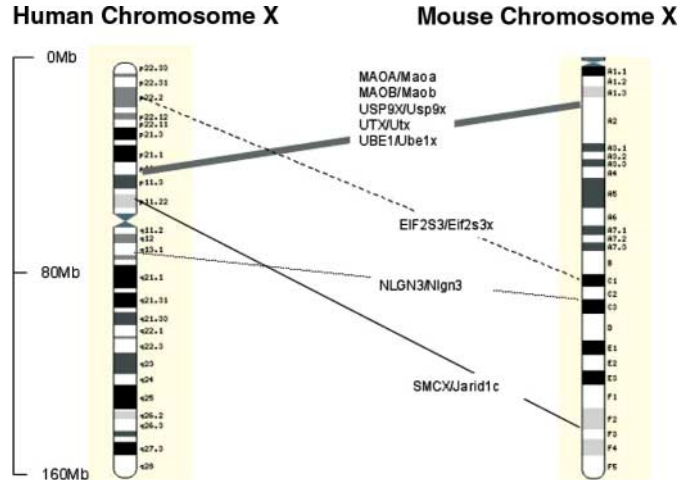 Human Chromosome X
Mouse Chromosome X
0Mb
80Mb
160Mb
p22.33
p22.31
p22.2
p22.12
p22.11
p21.3
p21.1
p11.3
p11.22
q11.2
q12
q13.1
q21.1
q21.31
q21.33
q22.1
q22.3
q23
q24
q25
q26.2
q26.3
q27.3
q28
MAOA/Maoa
MAOB/Maob
USP9X/Usp9x
UTX/Utx
UBE1/Ube1x
EIF2S3/Eif2s3x
NLGN3/Nlgn3
SMCX/Jarid1c
A1.1
A1.2
A1.3
A2
A3.1
A3.2
A3.3
A4
A5
A6
A7.1
A7.2
A7.3
B
C1
C2
C3
D
E1
E2
E3
F1
F2
F3
F4
F5